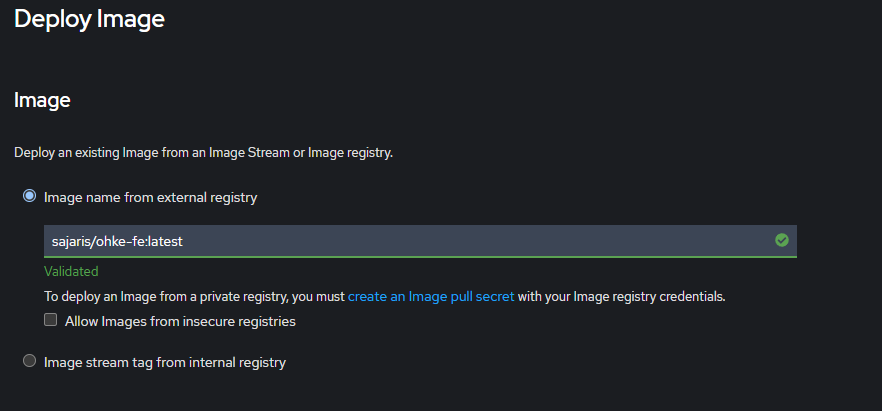 Deploy Image
Image
Deploy an existing Image from an Image Stream or Image registry.
Image name from external registry
sajaris/ohke-fe:latest
Validated
To deploy an Image from a private registry, you must create an Image pull secret with your Image registry credentials.
Allow Images from insecure registries
Image stream tag from internal registry